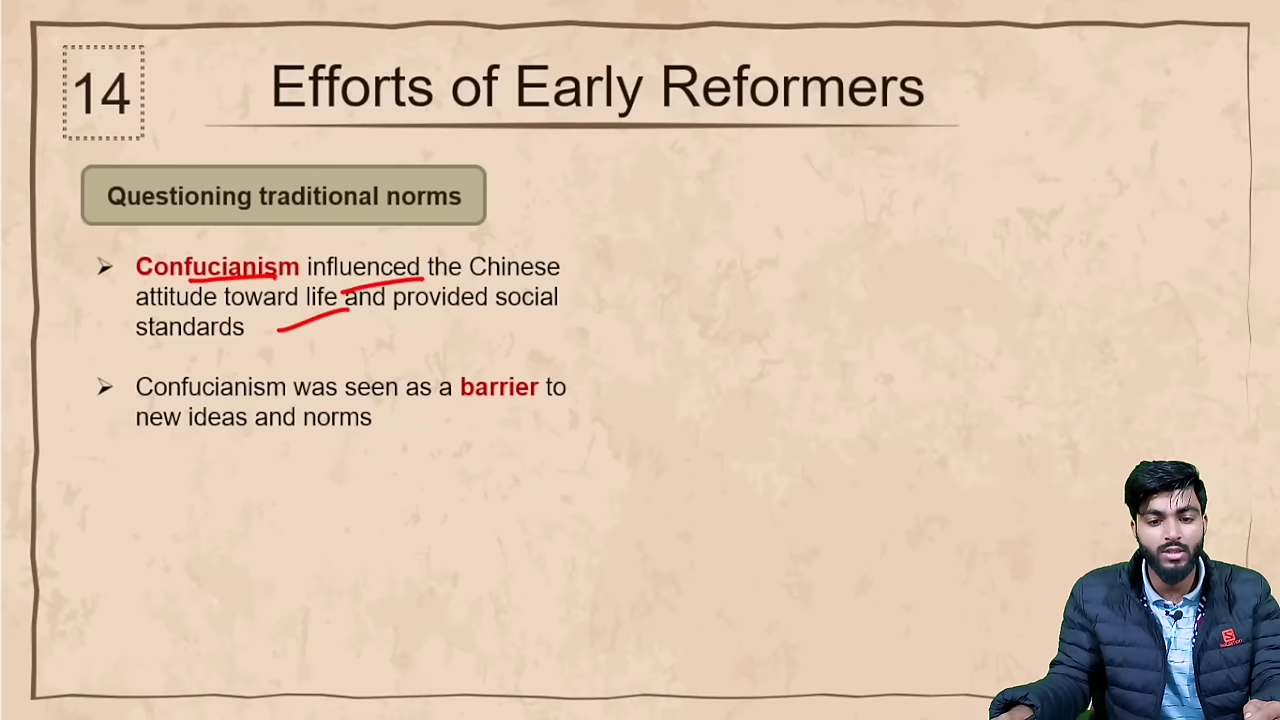 14
Efforts of Early Reformers
Questioning traditional norms
➢ Confucianism influenced the Chinese
attitude toward life and provided social
standards
➢ Confucianism was seen as a barrier to
new ideas and norms
S